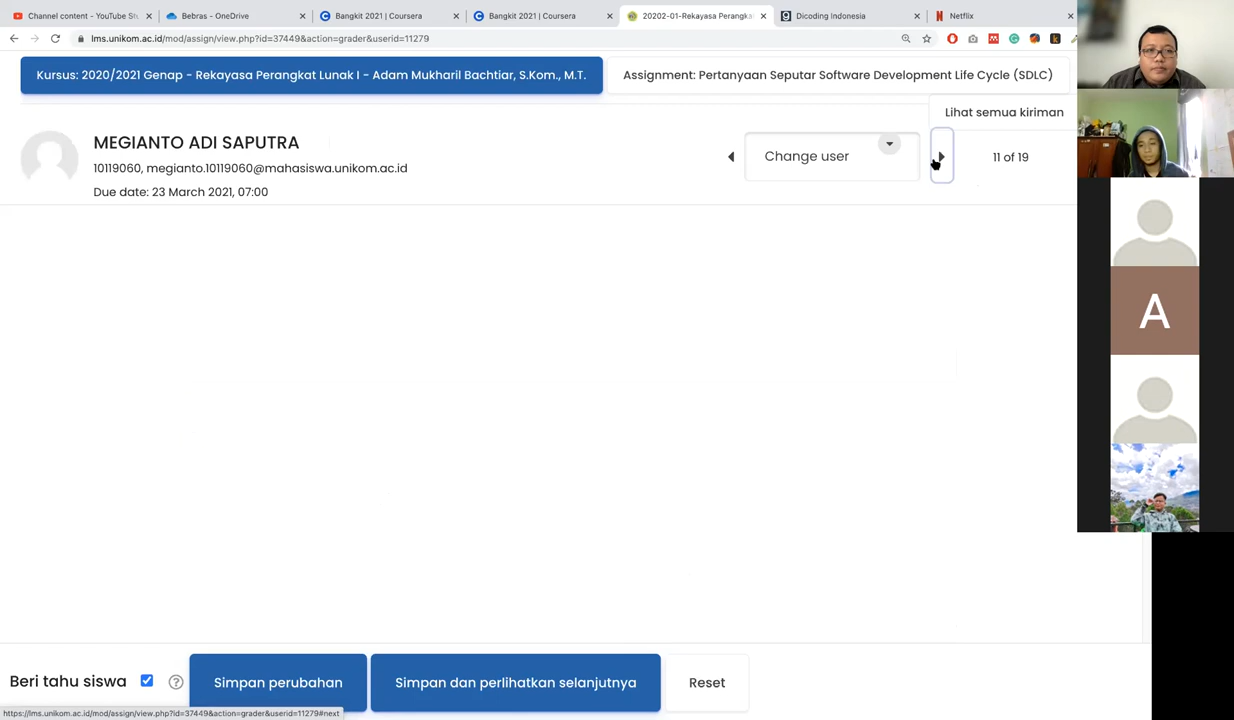 Channel content - YouTube Stu
Bebras - OneDrive
Bangkit 2021 | Coursera
Bangkit 2021 | Coursera
20202-01-Rekayasa Perangka
Dicoding Indonesia
Netflix
lms.unikom.ac.id/mod/assign/view.php?id=37449&action=grader&userid=11279
Kursus: 2020/2021 Genap - Rekayasa Perangkat Lunak I - Adam Mukharil Bachtiar, S.Kom., M.T.
Assignment: Pertanyaan Seputar Software Development Life Cycle (SDLC)
Lihat semua kiriman
MEGIANTO ADI SAPUTRA
10119060, megianto.10119060@mahasiswa.unikom.ac.id
Due date: 23 March 2021, 07:00
Change user
11 of 19
A
Beri tahu siswa
Simpan perubahan
Simpan dan perlihatkan selanjutnya
Reset
https://lms.unikom.ac.id/mod/assign/view.php?id=37449&action=grader&userid=11279#next